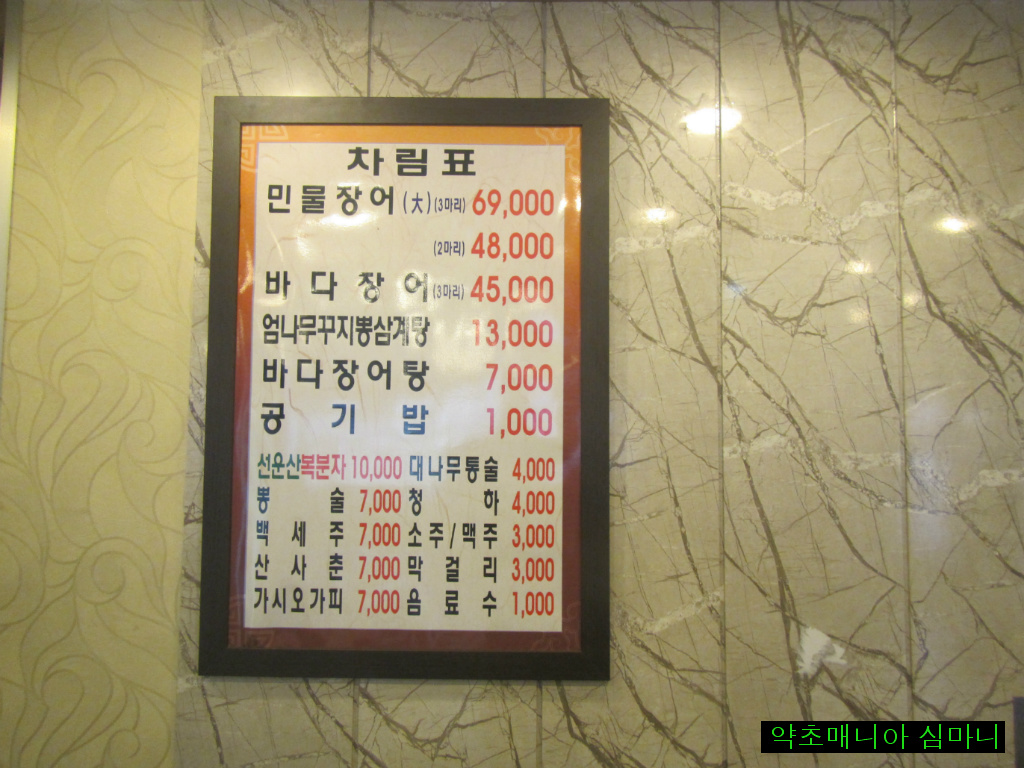 차림표
민물장어 (大) (3마리) 69,000
(2마리) 48,000
바다장어 (3마리) 45,000
엄나무꾸지뽕삼계탕 13,000
바다장어탕 7,000
공기밥 1,000
선운산복분자 10,000 대나무통술 4,000
뽕술 7,000 청하 4,000
백세주 7,000 소주/맥주 3,000
산사춘 7,000 막걸리 3,000
가시오가피 7,000 음료수 1,000
약초매니아 심마니